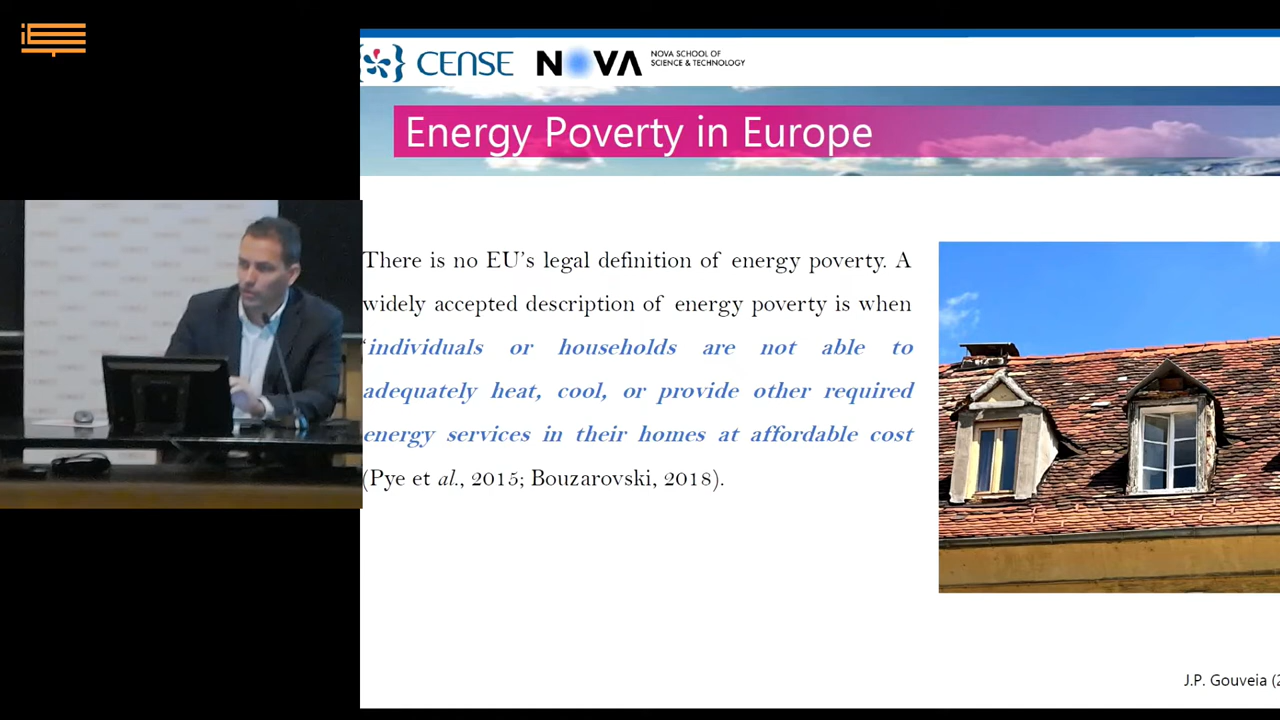 CENSE NOVA NOVA SCHOOL OF
SCIENCE & TECHNOLOGY
Energy Poverty in Europe
There is no EU’s legal definition of energy poverty. A
widely accepted description of energy poverty is when
‘individuals or households are not able to
adequately heat, cool, or provide other required
energy services in their homes at affordable cost
(Pye et al., 2015; Bouzarovski, 2018).
J.P. Gouveia (2